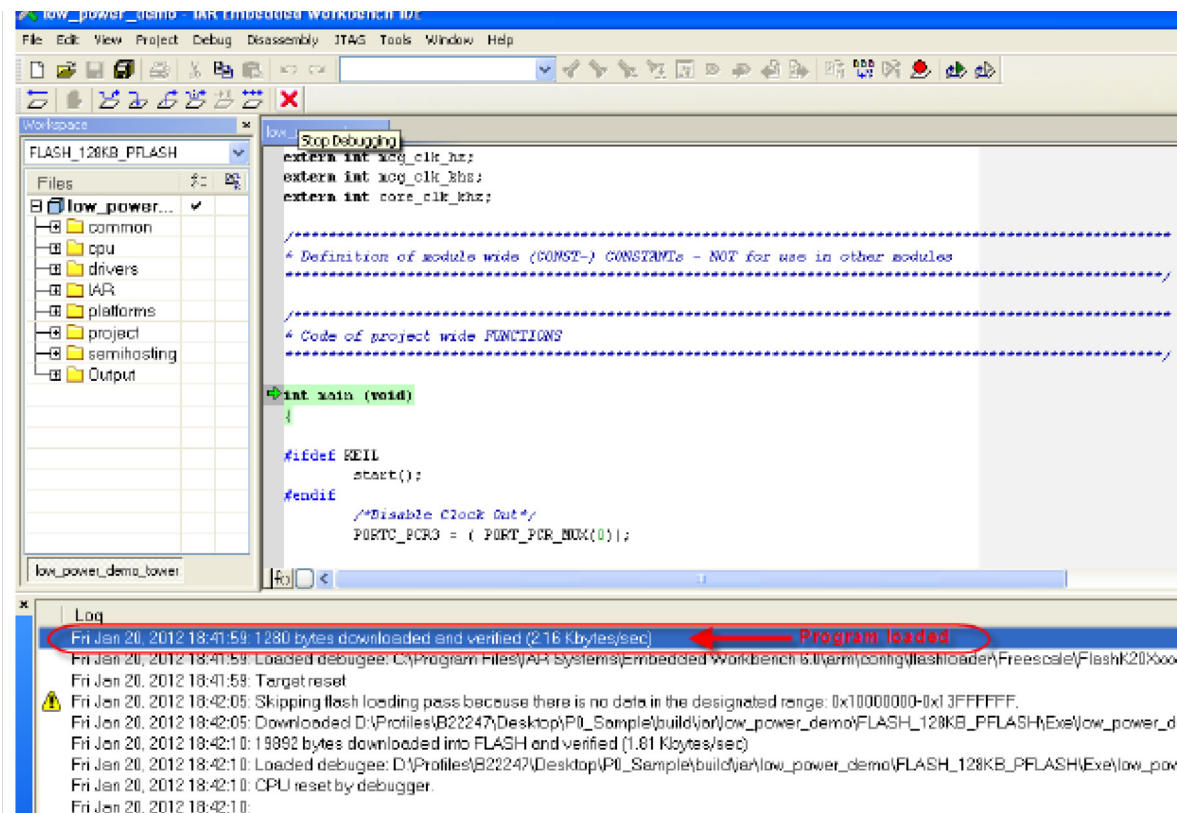 low_power_demo - IAR Embedded Workbench IDE
File Edit View Project Debug Disassembly JTAG Tools Window Help
Workspace
FLASH_128KB_PFLASH
Files
low_power...
common
cpu
drivers
IAR
platforms
project
semihosting
Output
low_power_demo_tower
Stop Debugging
extern int mcg_clk_hz;
extern int mcg_clk_khz;
extern int core_clk_khz;
* Definition of module wide (CONST-) CONSTANTs - NOT for use in other modules
* Code of project wide FUNCTIONS
int main (void)
{
#ifdef KEIL
start();
#endif
/*Disable Clock Out*/
PORTC_PCR3 = ( PORT_PCR_MUX(0));
Log
Fri Jan 20, 2012 18:41:59: 1280 bytes downloaded and verified (2.16 Kbytes/sec) Program loaded
Fri Jan 20, 2012 18:41:59: Loaded debugee: C:\Program Files\IAR Systems\Embedded Workbench 6.0\arm\config\flashloader\Freescale\FlashK20Xxxx
Fri Jan 20, 2012 18:41:59: Target reset
Fri Jan 20, 2012 18:42:05: Skipping flash loading pass because there is no data in the designated range: 0x10000000-0x13FFFFFF.
Fri Jan 20, 2012 18:42:05: Downloaded D:\Profiles\B22247\Desktop\P0_Sample\build\iar\low_power_demo\FLASH_128KB_PFLASH\Exe\low_power_d
Fri Jan 20, 2012 18:42:10: 19892 bytes downloaded into FLASH and verified (1.81 Kbytes/sec)
Fri Jan 20, 2012 18:42:10: Loaded debugee: D:\Profiles\B22247\Desktop\P0_Sample\build\iar\low_power_demo\FLASH_128KB_PFLASH\Exe\low_pow
Fri Jan 20, 2012 18:42:10: CPU reset by debugger.
Fri Jan 20, 2012 18:42:10: